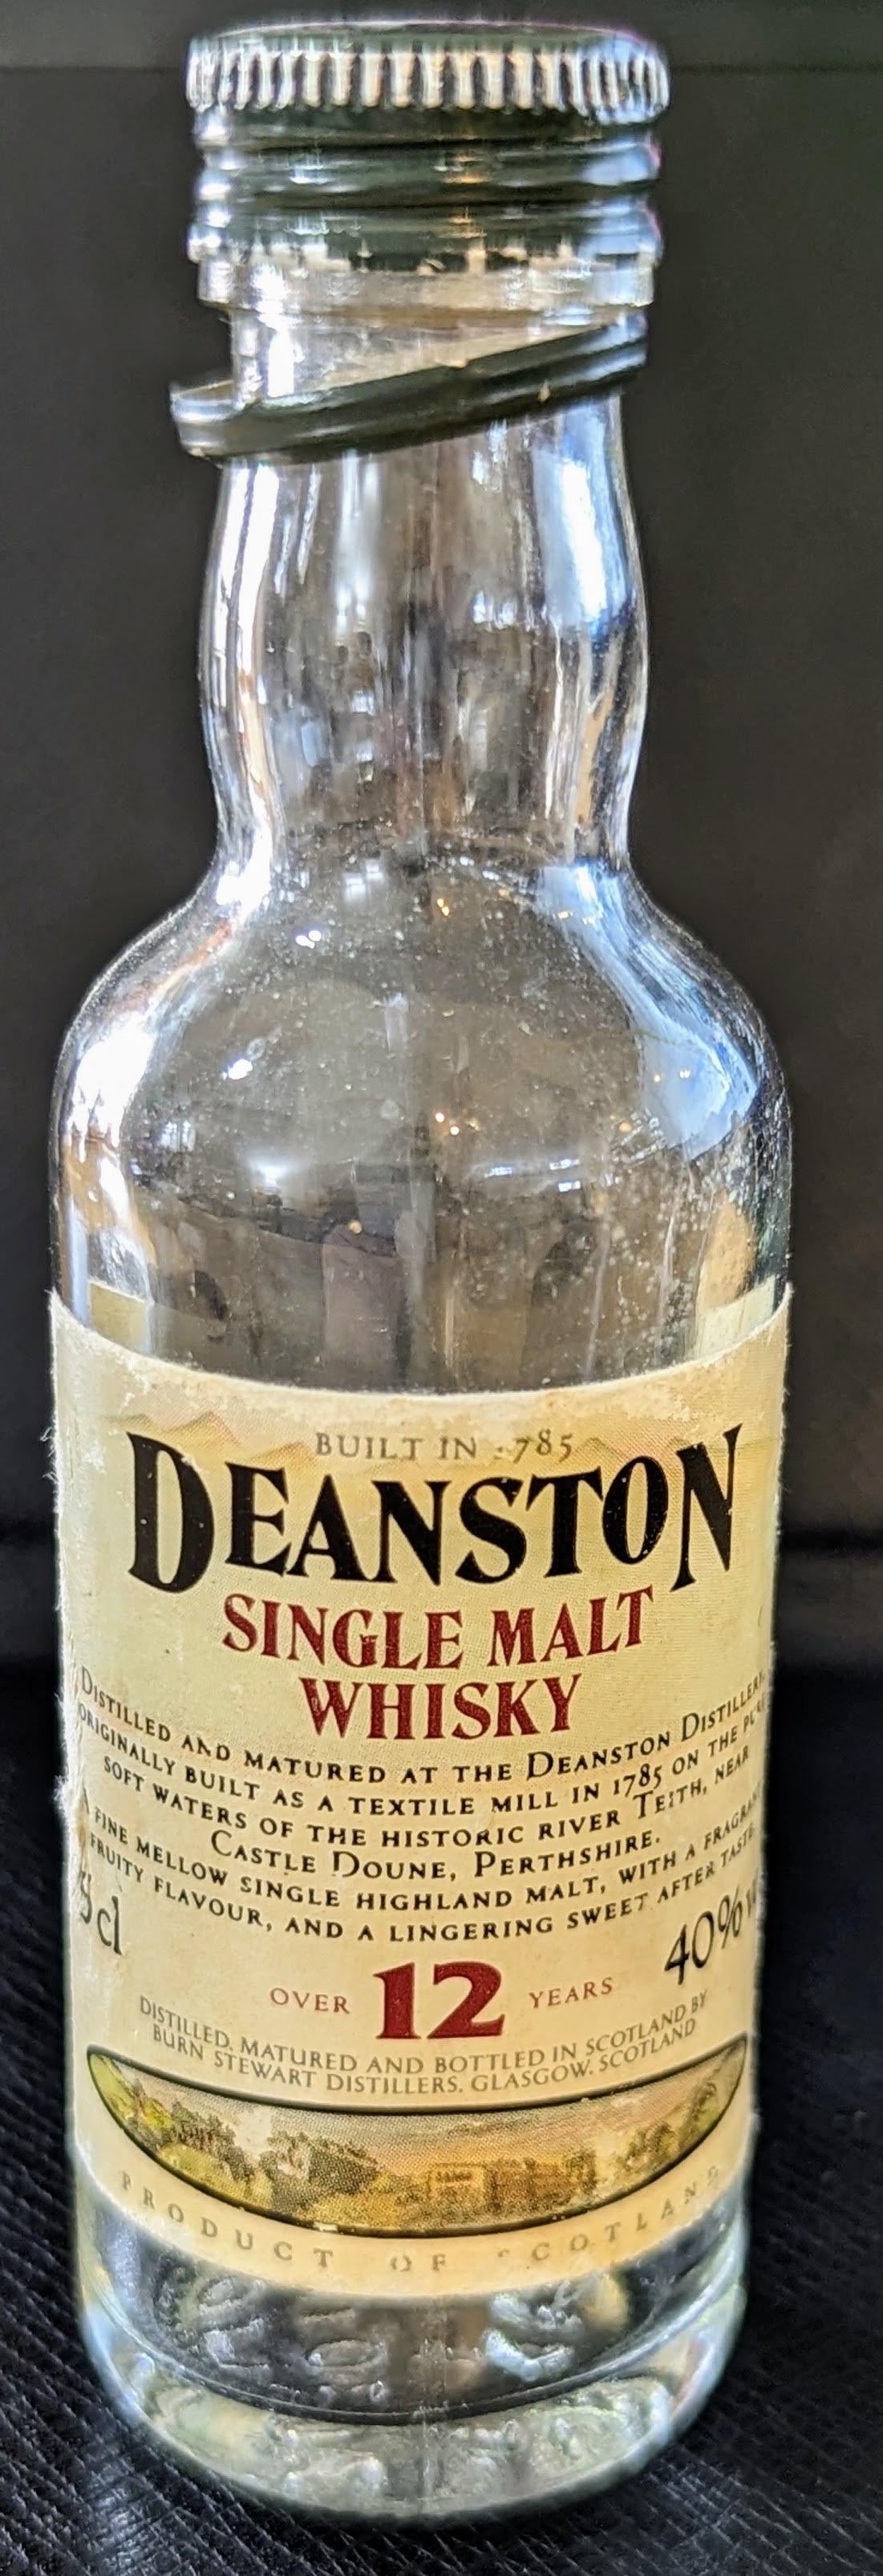 BUILT IN 1785
DEANSTON
SINGLE MALT
WHISKY
DISTILLED AND MATURED AT THE DEANSTON DISTILLERY,
ORIGINALLY BUILT AS A TEXTILE MILL IN 1785 ON THE
SOFT WATERS OF THE HISTORIC RIVER TEITH, NEAR
CASTLE DOUNE, PERTHSHIRE.
A FINE MELLOW SINGLE HIGHLAND MALT, WITH A FRAGRANT
FRUITY FLAVOUR, AND A LINGERING SWEET AFTER TASTE
5cl
40%
OVER 12 YEARS
DISTILLED, MATURED AND BOTTLED IN SCOTLAND BY
BURN STEWART DISTILLERS. GLASGOW. SCOTLAND
PRODUCT OF SCOTLAND